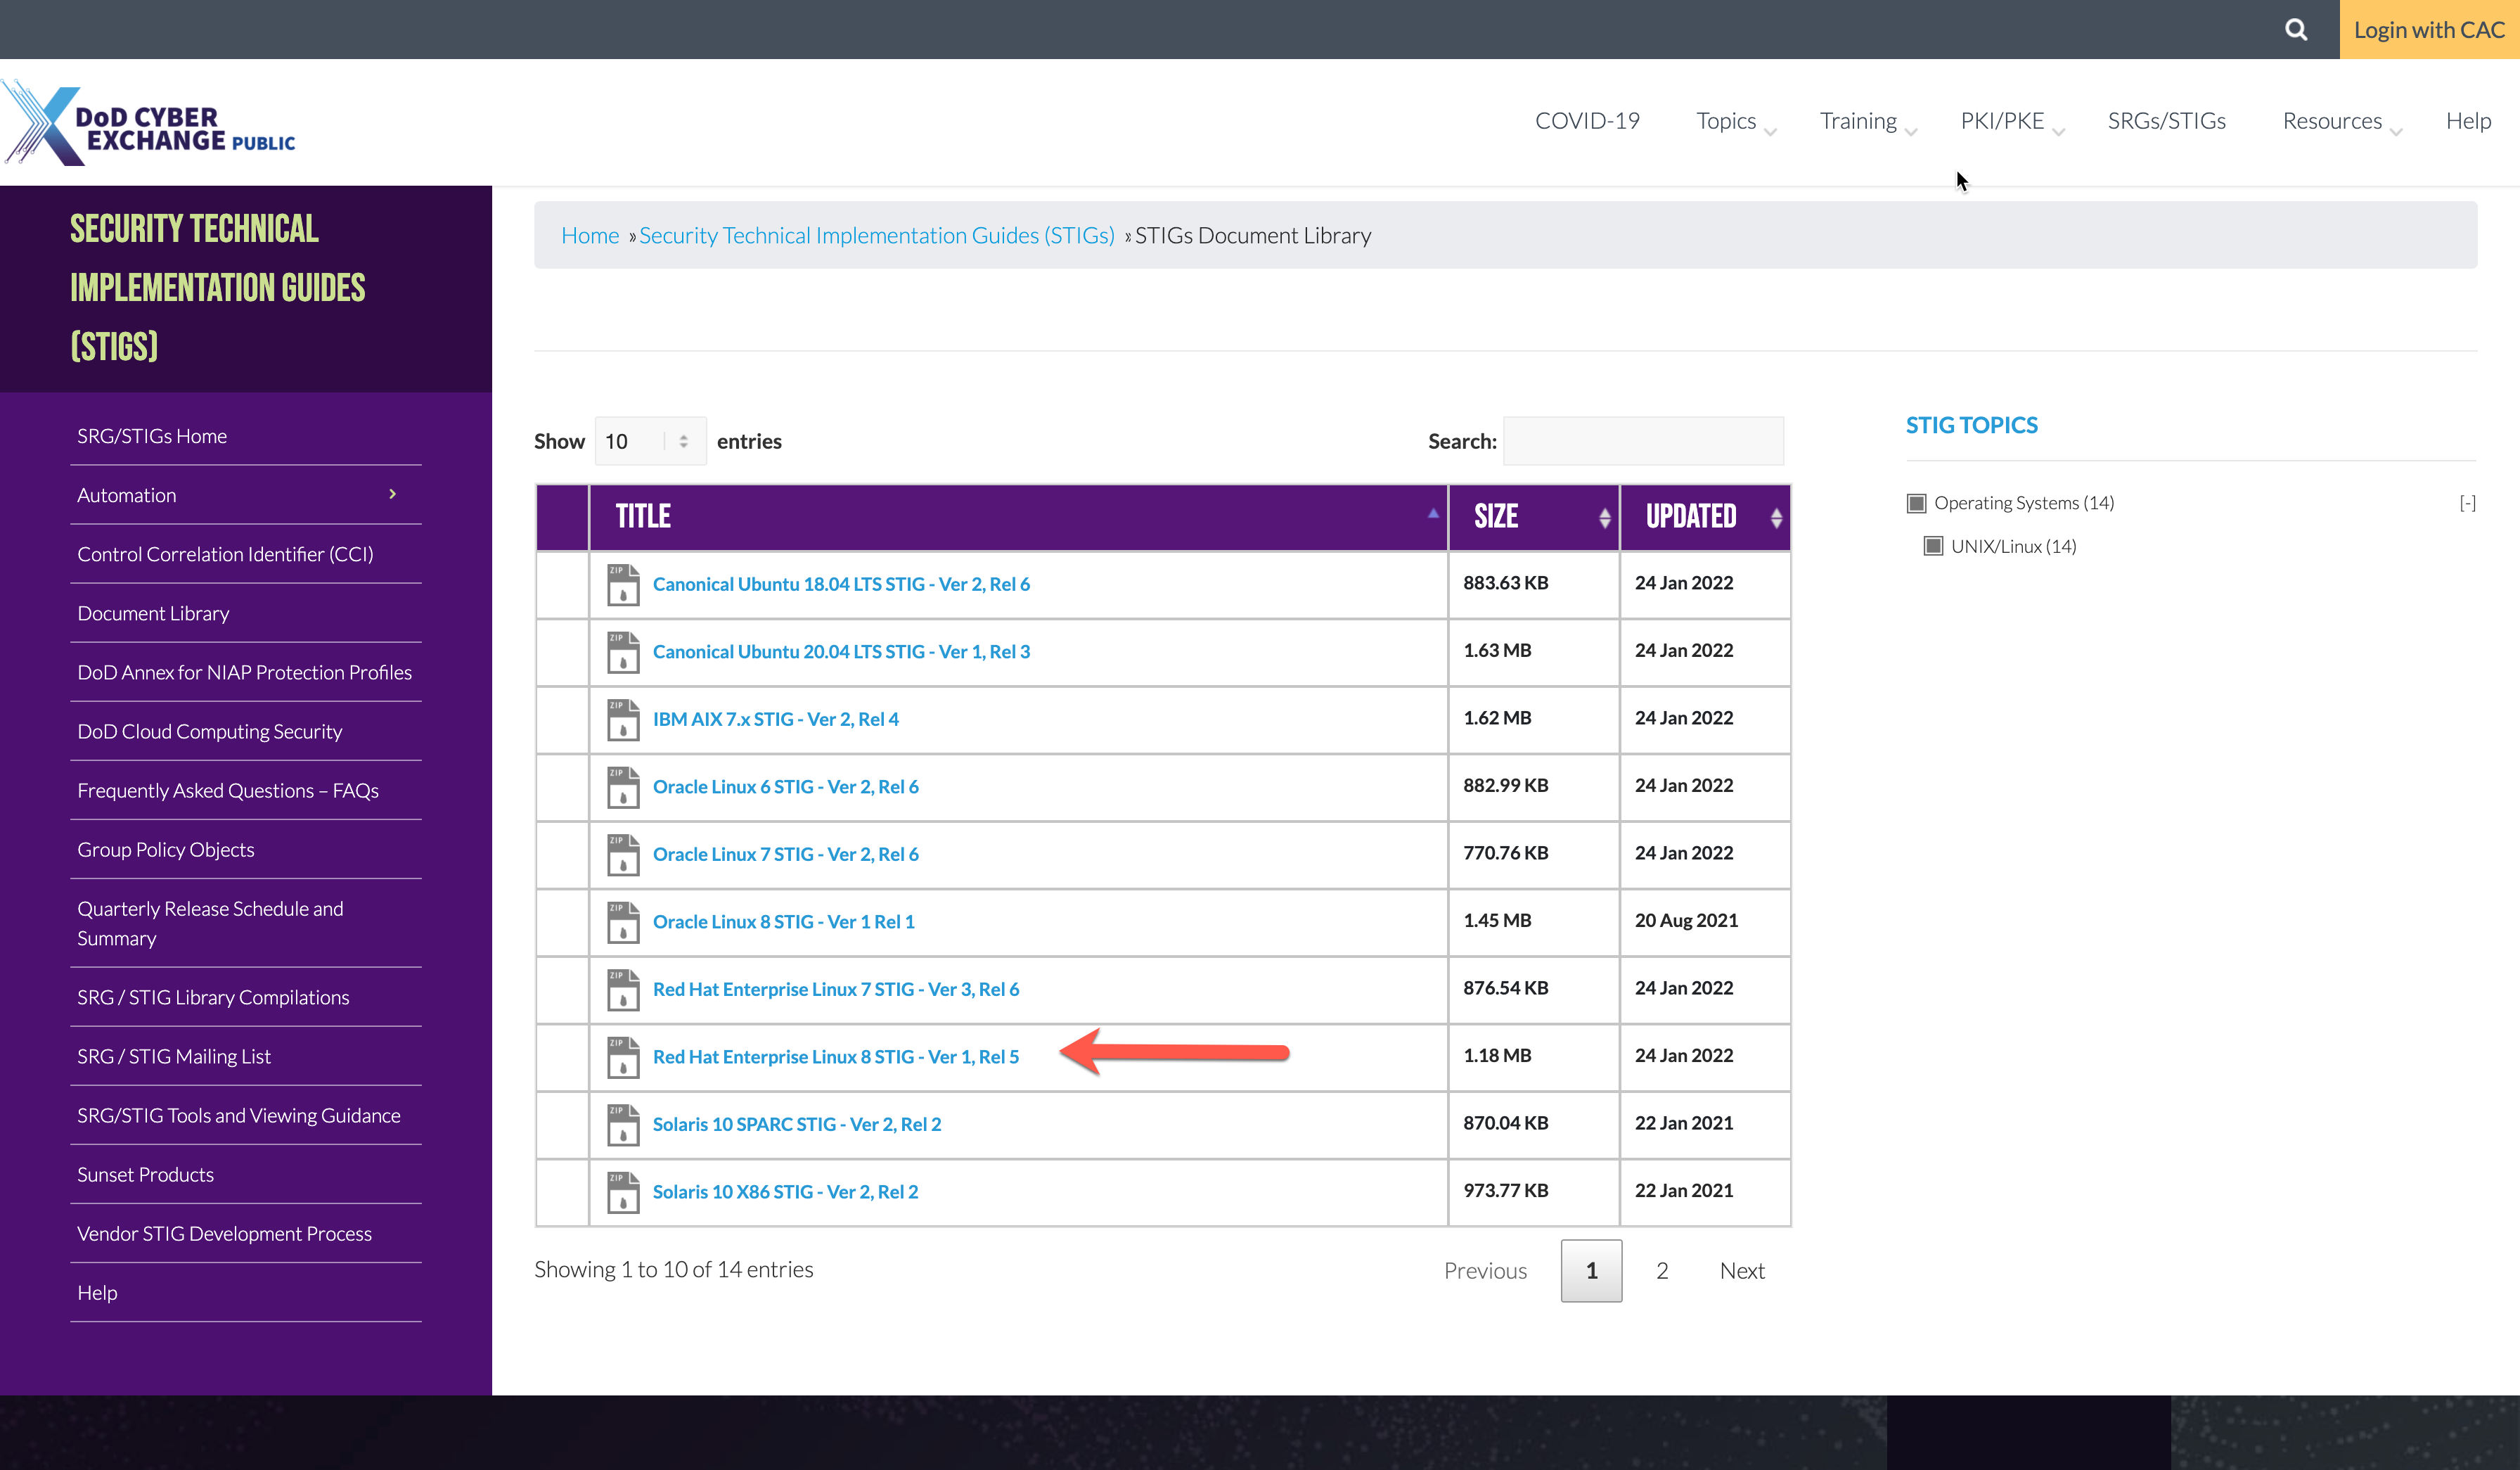 Login with CAC
DoD CYBER
EXCHANGE PUBLIC
COVID-19 Topics Training PKI/PKE SRGs/STIGs Resources Help
SECURITY TECHNICAL
IMPLEMENTATION GUIDES
(STIGS)
SRG/STIGs Home
Automation
Control Correlation Identifier (CCI)
Document Library
DoD Annex for NIAP Protection Profiles
DoD Cloud Computing Security
Frequently Asked Questions – FAQs
Group Policy Objects
Quarterly Release Schedule and
Summary
SRG / STIG Library Compilations
SRG / STIG Mailing List
SRG/STIG Tools and Viewing Guidance
Sunset Products
Vendor STIG Development Process
Help
Home » Security Technical Implementation Guides (STIGs) » STIGs Document Library
Show 10 entries Search:
TITLE SIZE UPDATED
ZIP Canonical Ubuntu 18.04 LTS STIG - Ver 2, Rel 6 883.63 KB 24 Jan 2022
ZIP Canonical Ubuntu 20.04 LTS STIG - Ver 1, Rel 3 1.63 MB 24 Jan 2022
ZIP IBM AIX 7.x STIG - Ver 2, Rel 4 1.62 MB 24 Jan 2022
ZIP Oracle Linux 6 STIG - Ver 2, Rel 6 882.99 KB 24 Jan 2022
ZIP Oracle Linux 7 STIG - Ver 2, Rel 6 770.76 KB 24 Jan 2022
ZIP Oracle Linux 8 STIG - Ver 1 Rel 1 1.45 MB 20 Aug 2021
ZIP Red Hat Enterprise Linux 7 STIG - Ver 3, Rel 6 876.54 KB 24 Jan 2022
ZIP Red Hat Enterprise Linux 8 STIG - Ver 1, Rel 5 1.18 MB 24 Jan 2022
ZIP Solaris 10 SPARC STIG - Ver 2, Rel 2 870.04 KB 22 Jan 2021
ZIP Solaris 10 X86 STIG - Ver 2, Rel 2 973.77 KB 22 Jan 2021
Showing 1 to 10 of 14 entries Previous 1 2 Next
STIG TOPICS
Operating Systems (14) [-]
UNIX/Linux (14)